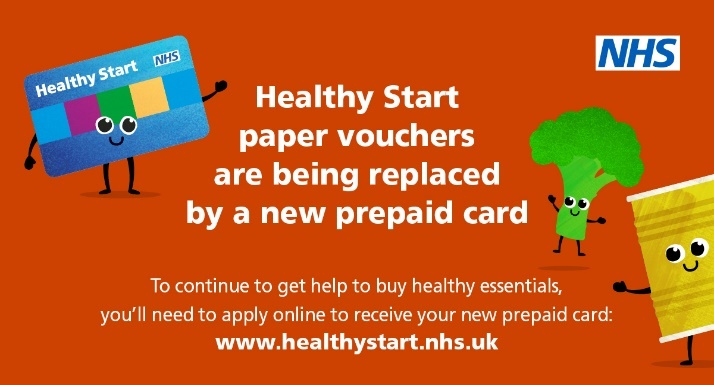 Healthy Start
NHS
NHS
Healthy Start
paper vouchers
are being replaced
by a new prepaid card
To continue to get help to buy healthy essentials,
you'll need to apply online to receive your new prepaid card:
www.healthystart.nhs.uk